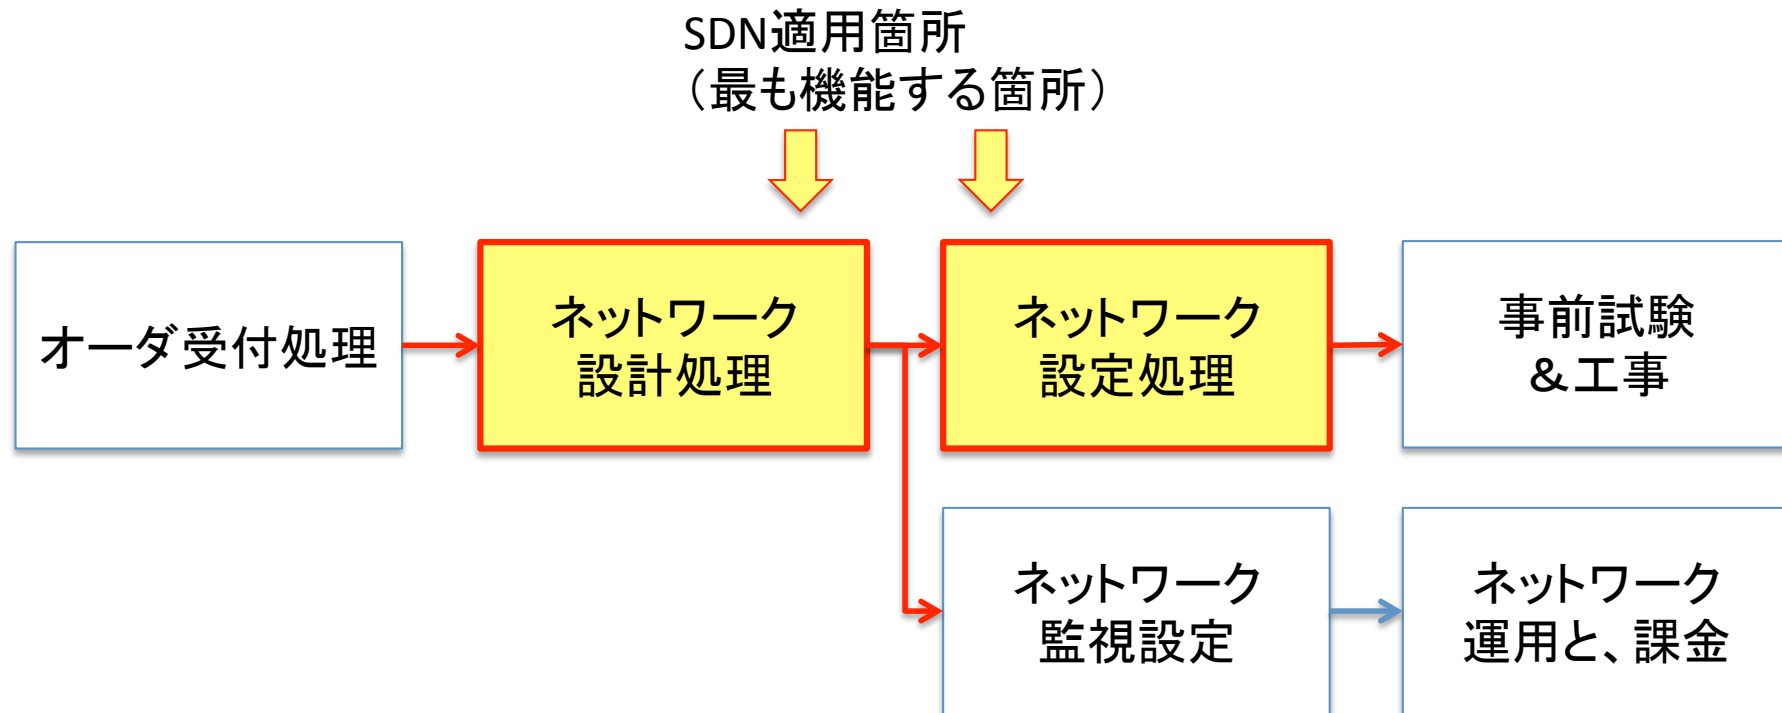 SDN適用箇所
（最も機能する箇所）
オーダ受付処理
ネットワーク
設計処理
ネットワーク
設定処理
事前試験
＆工事
ネットワーク
監視設定
ネットワーク
運用と、課金